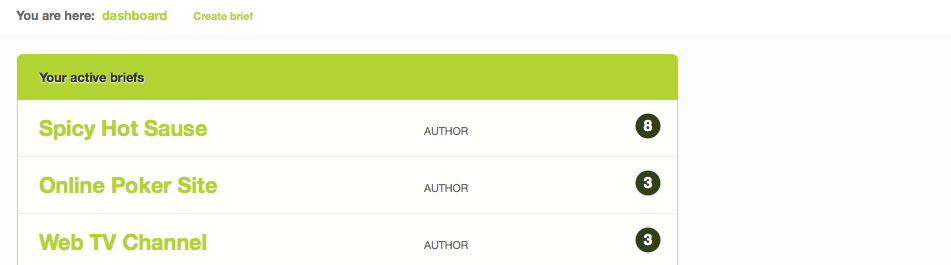 You are here: dashboard Create brief
Your active briefs
Spicy Hot Sause AUTHOR 8
Online Poker Site AUTHOR 3
Web TV Channel AUTHOR 3